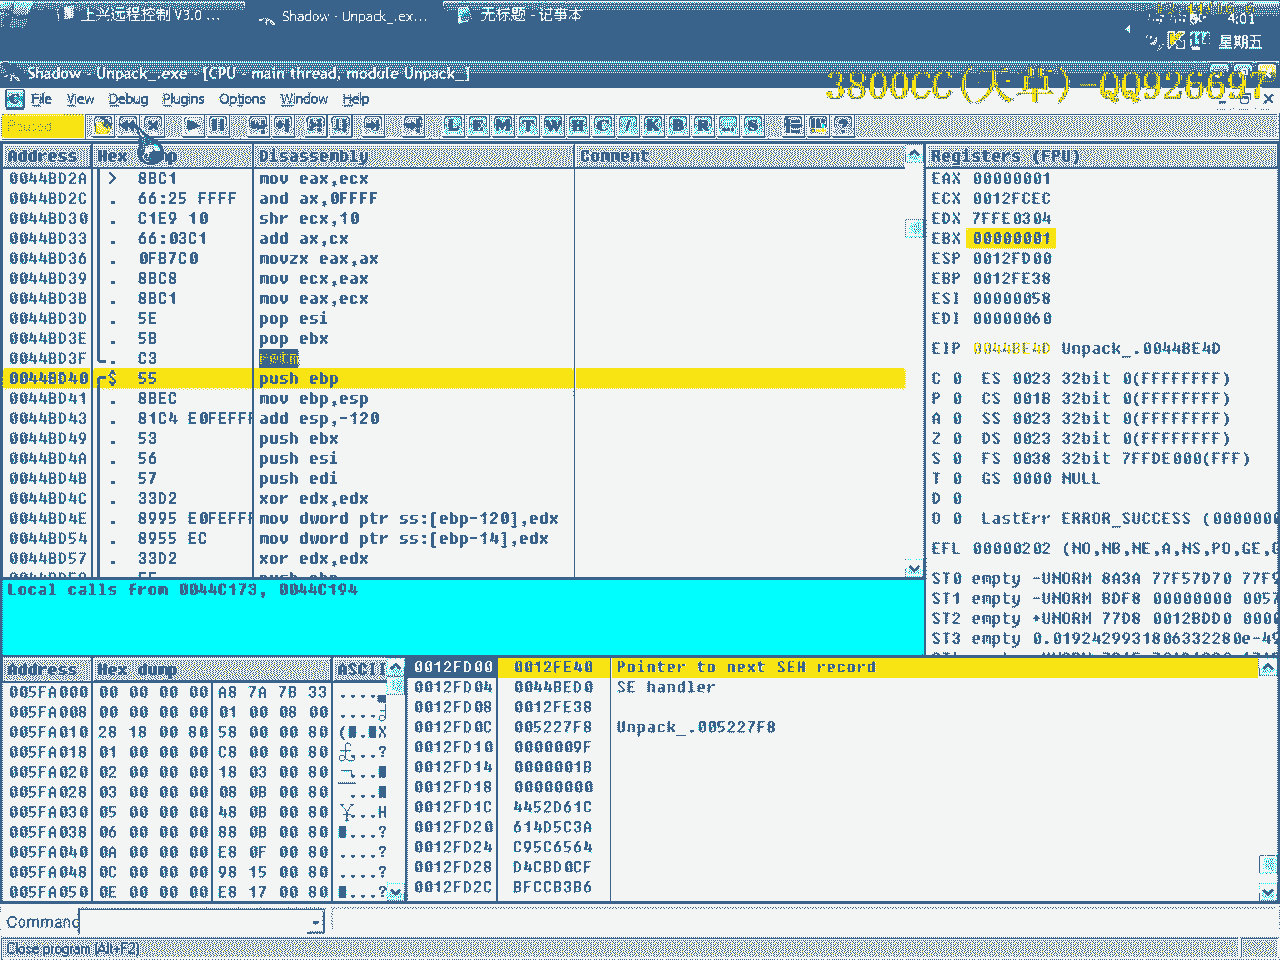 上兴远程控制 V3.0 ...
Shadow - Unpack_.ex...
无标题 - 记事本
4:01
星期五
Shadow - Unpack_.exe - [CPU - main thread, module Unpack_]
3800CC(天草)-QQ926697
File View Debug Plugins Options Window Help
Paused
L E M T W H C / K B R ... S
Address Hex dump Disassembly Comment
0044BD2A > 8BC1 mov eax,ecx
0044BD2C . 66:25 FFFF and ax,0FFFF
0044BD30 . C1E9 10 shr ecx,10
0044BD33 . 66:03C1 add ax,cx
0044BD36 . 0FB7C0 movzx eax,ax
0044BD39 . 8BC8 mov ecx,eax
0044BD3B . 8BC1 mov eax,ecx
0044BD3D . 5E pop esi
0044BD3E . 5B pop ebx
0044BD3F . C3 retn
0044BD40 $ 55 push ebp
0044BD41 . 8BEC mov ebp,esp
0044BD43 . 81C4 E0FEFFF add esp,-120
0044BD49 . 53 push ebx
0044BD4A . 56 push esi
0044BD4B . 57 push edi
0044BD4C . 33D2 xor edx,edx
0044BD4E . 8995 E0FEFFF mov dword ptr ss:[ebp-120],edx
0044BD54 . 8955 EC mov dword ptr ss:[ebp-14],edx
0044BD57 . 33D2 xor edx,edx
Registers (FPU)
EAX 00000001
ECX 0012FCEC
EDX 7FFE0304
EBX 00000001
ESP 0012FD00
EBP 0012FE38
ESI 00000058
EDI 00000060
EIP 0044BE4D Unpack_.0044BE4D
C 0 ES 0023 32bit 0(FFFFFFFF)
P 0 CS 001B 32bit 0(FFFFFFFF)
A 0 SS 0023 32bit 0(FFFFFFFF)
Z 0 DS 0023 32bit 0(FFFFFFFF)
S 0 FS 0038 32bit 7FFDE000(FFF)
T 0 GS 0000 NULL
D 0
O 0 LastErr ERROR_SUCCESS (0000000
EFL 00000202 (NO,NB,NE,A,NS,PO,GE,G
ST0 empty -UNORM 8A3A 77F57D70 77F9
ST1 empty -UNORM BDF8 00000000 0057
ST2 empty +UNORM 77D8 0012BDD0 0000
ST3 empty 0.0192429931806332280e-49
Local calls from 0044C173, 0044C194
Address Hex dump ASCII
005FA000 00 00 00 00 A8 7A 7B 33
005FA008 00 00 00 00 01 00 08 00
005FA010 28 18 00 80 58 00 00 80
005FA018 01 00 00 00 C8 00 00 80
005FA020 02 00 00 00 18 03 00 80
005FA028 03 00 00 00 08 0B 00 80
005FA030 05 00 00 00 48 0B 00 80
005FA038 06 00 00 00 88 0B 00 80
005FA040 0A 00 00 00 E8 0F 00 80
005FA048 0C 00 00 00 98 15 00 80
005FA050 0E 00 00 00 E8 17 00 80
0012FD00 0012FE40 Pointer to next SEH record
0012FD04 0044BED0 SE handler
0012FD08 0012FE38
0012FD0C 005227F8 Unpack_.005227F8
0012FD10 0000009F
0012FD14 0000001B
0012FD18 00000000
0012FD1C 4452D61C
0012FD20 614D5C3A
0012FD24 C95C6564
0012FD28 D4CBD0CF
0012FD2C BFCCB3B6
Command
Close program (Alt+F2)